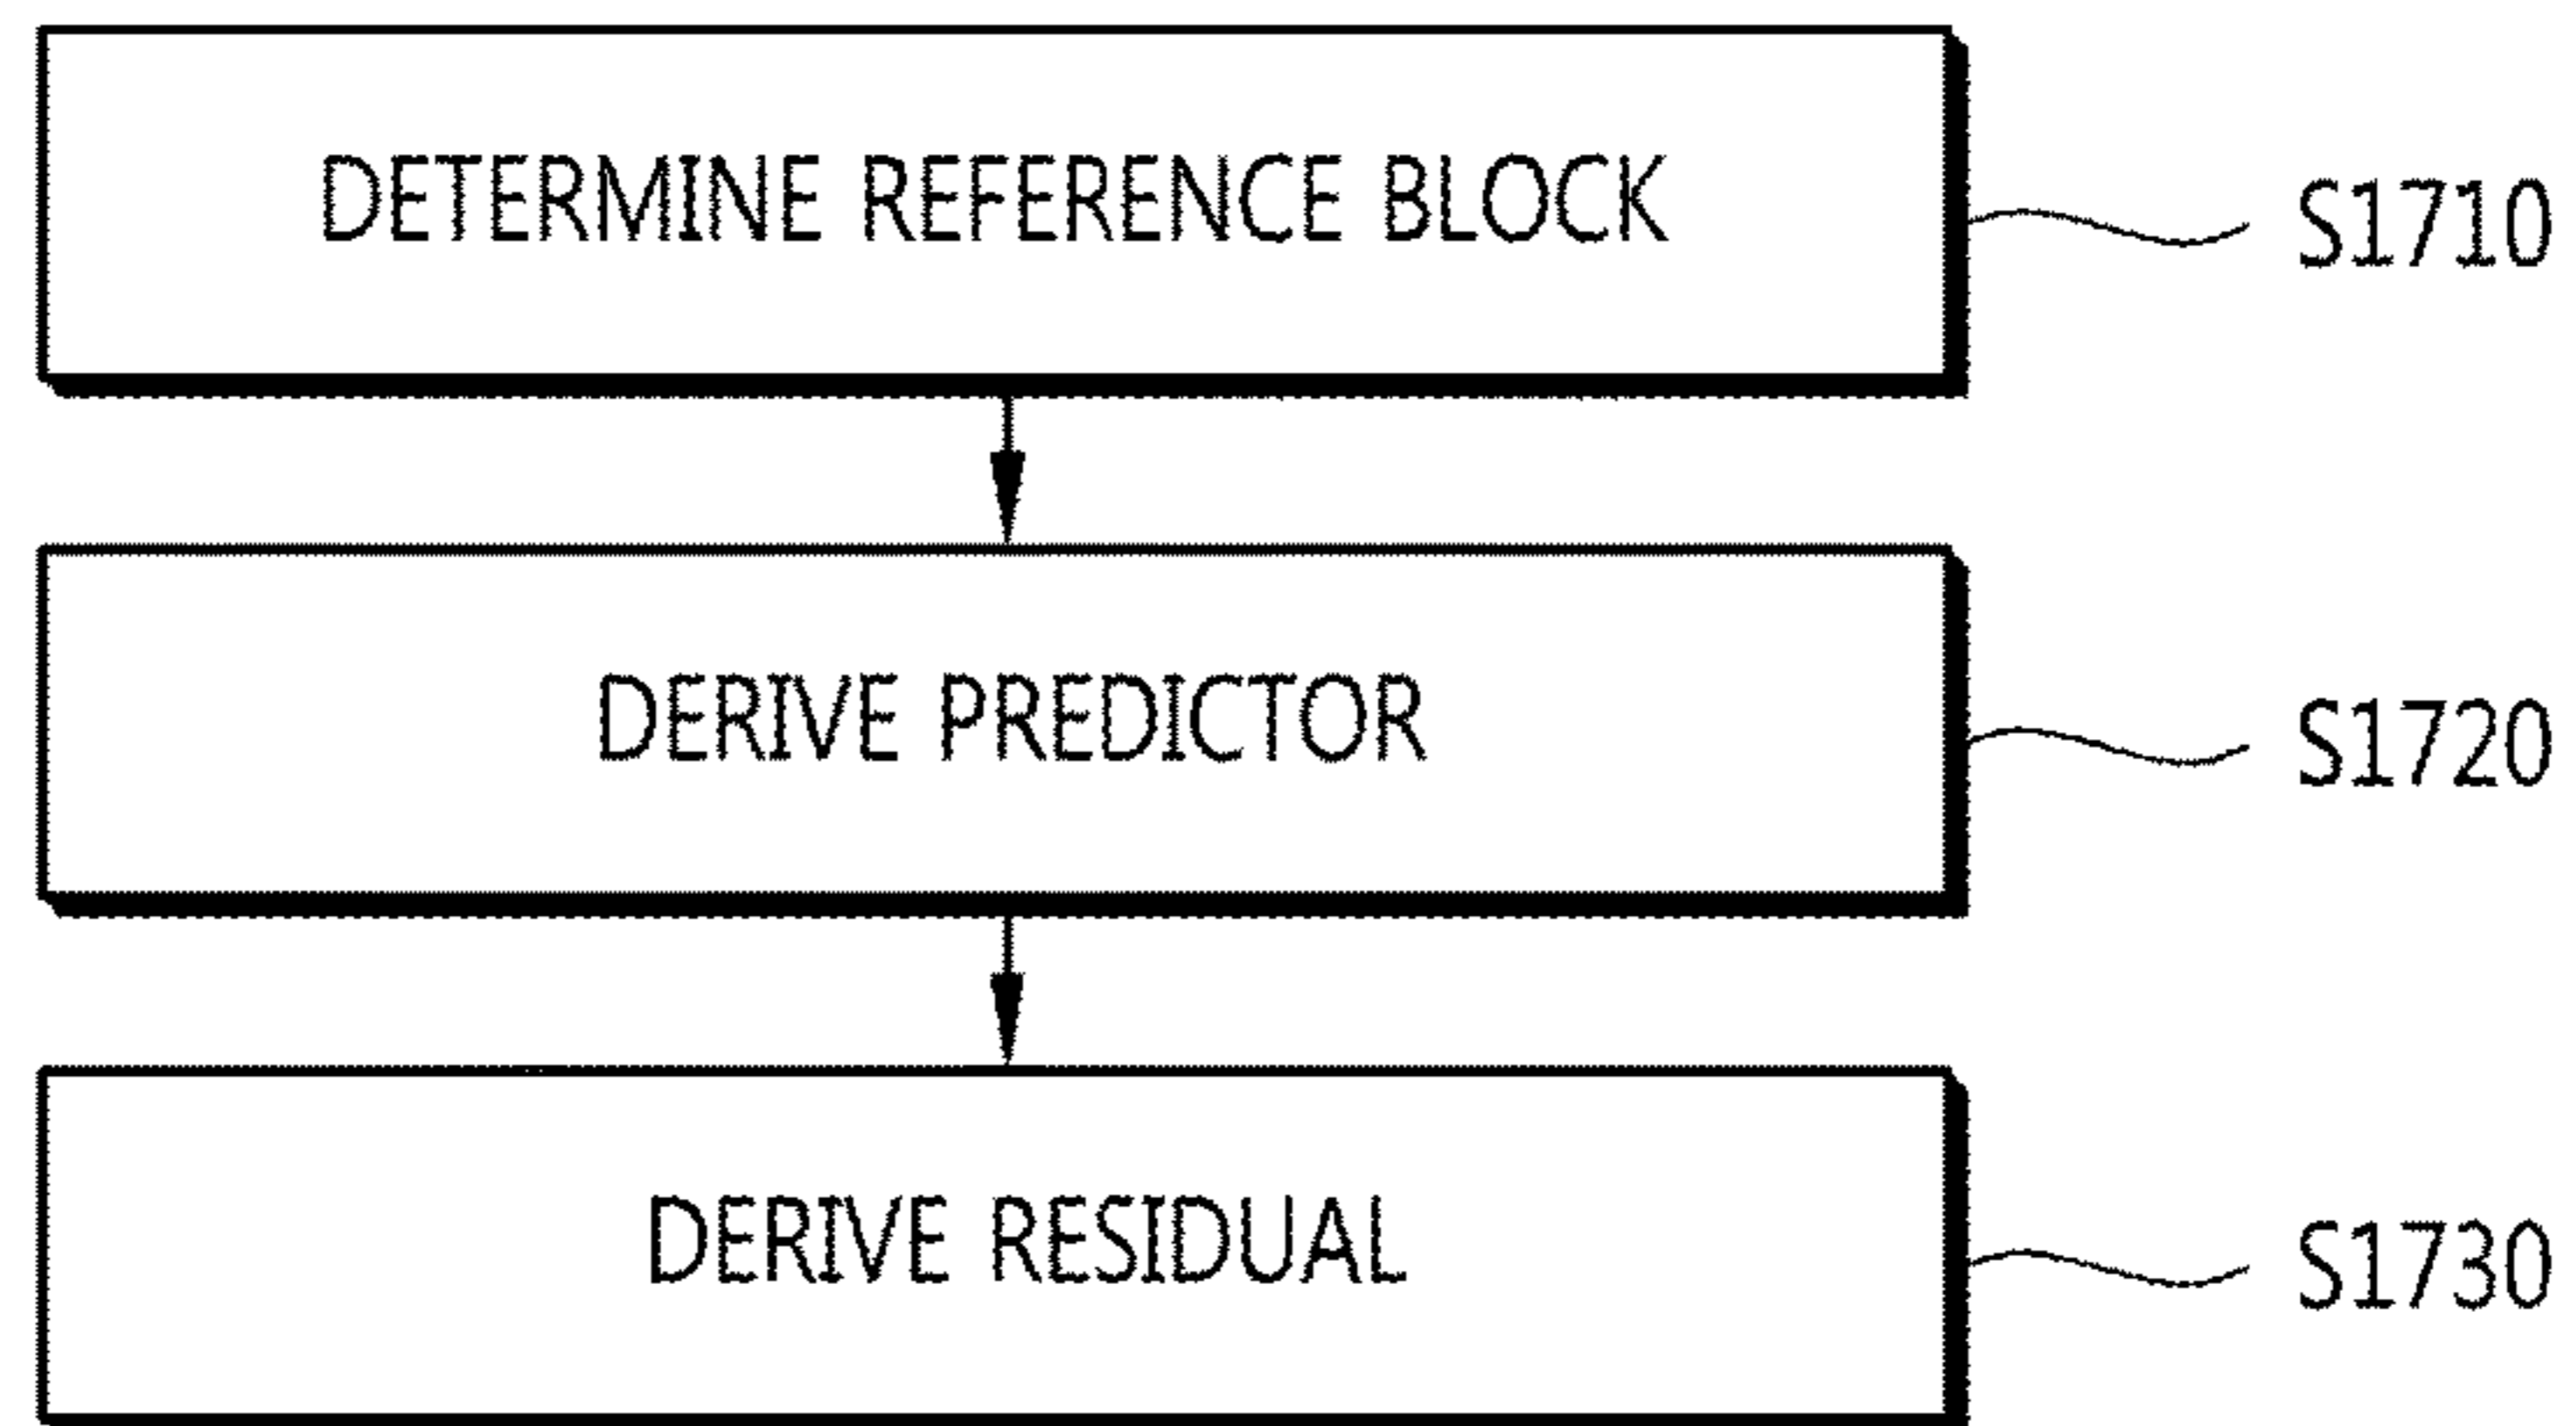 DETERMINE REFERENCE BLOCK
S1710
DERIVE PREDICTOR
S1720
DERIVE RESIDUAL
S1730